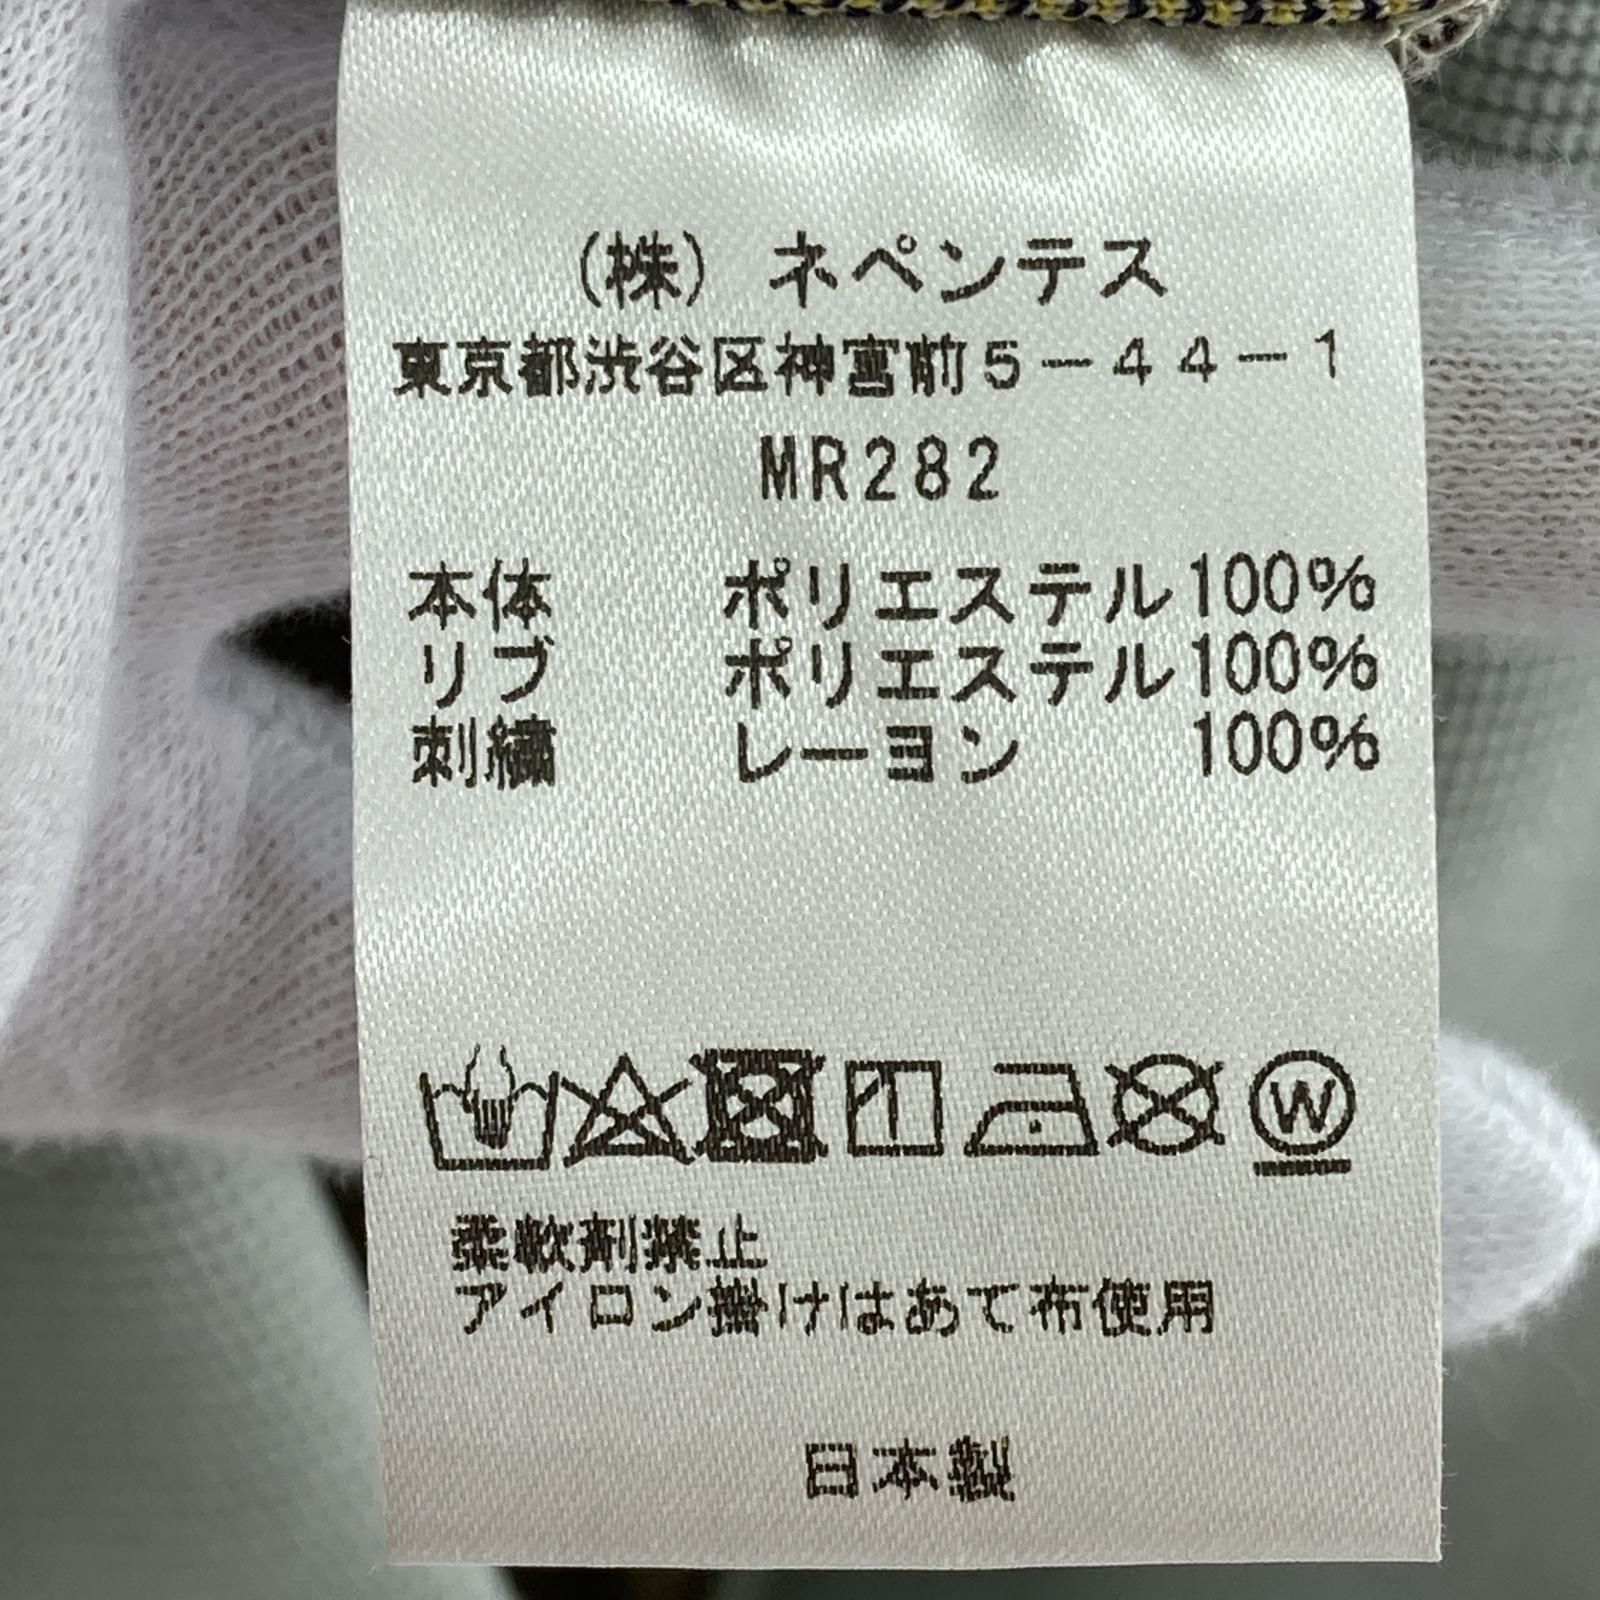 (株) ネペンテス
東京都渋谷区神宮前5-44-1
MR282
本体 ポリエステル100%
リブ ポリエステル100%
刺繍 レーヨン 100%
W
柔軟剤禁止
アイロン掛けはあて布使用
日本製